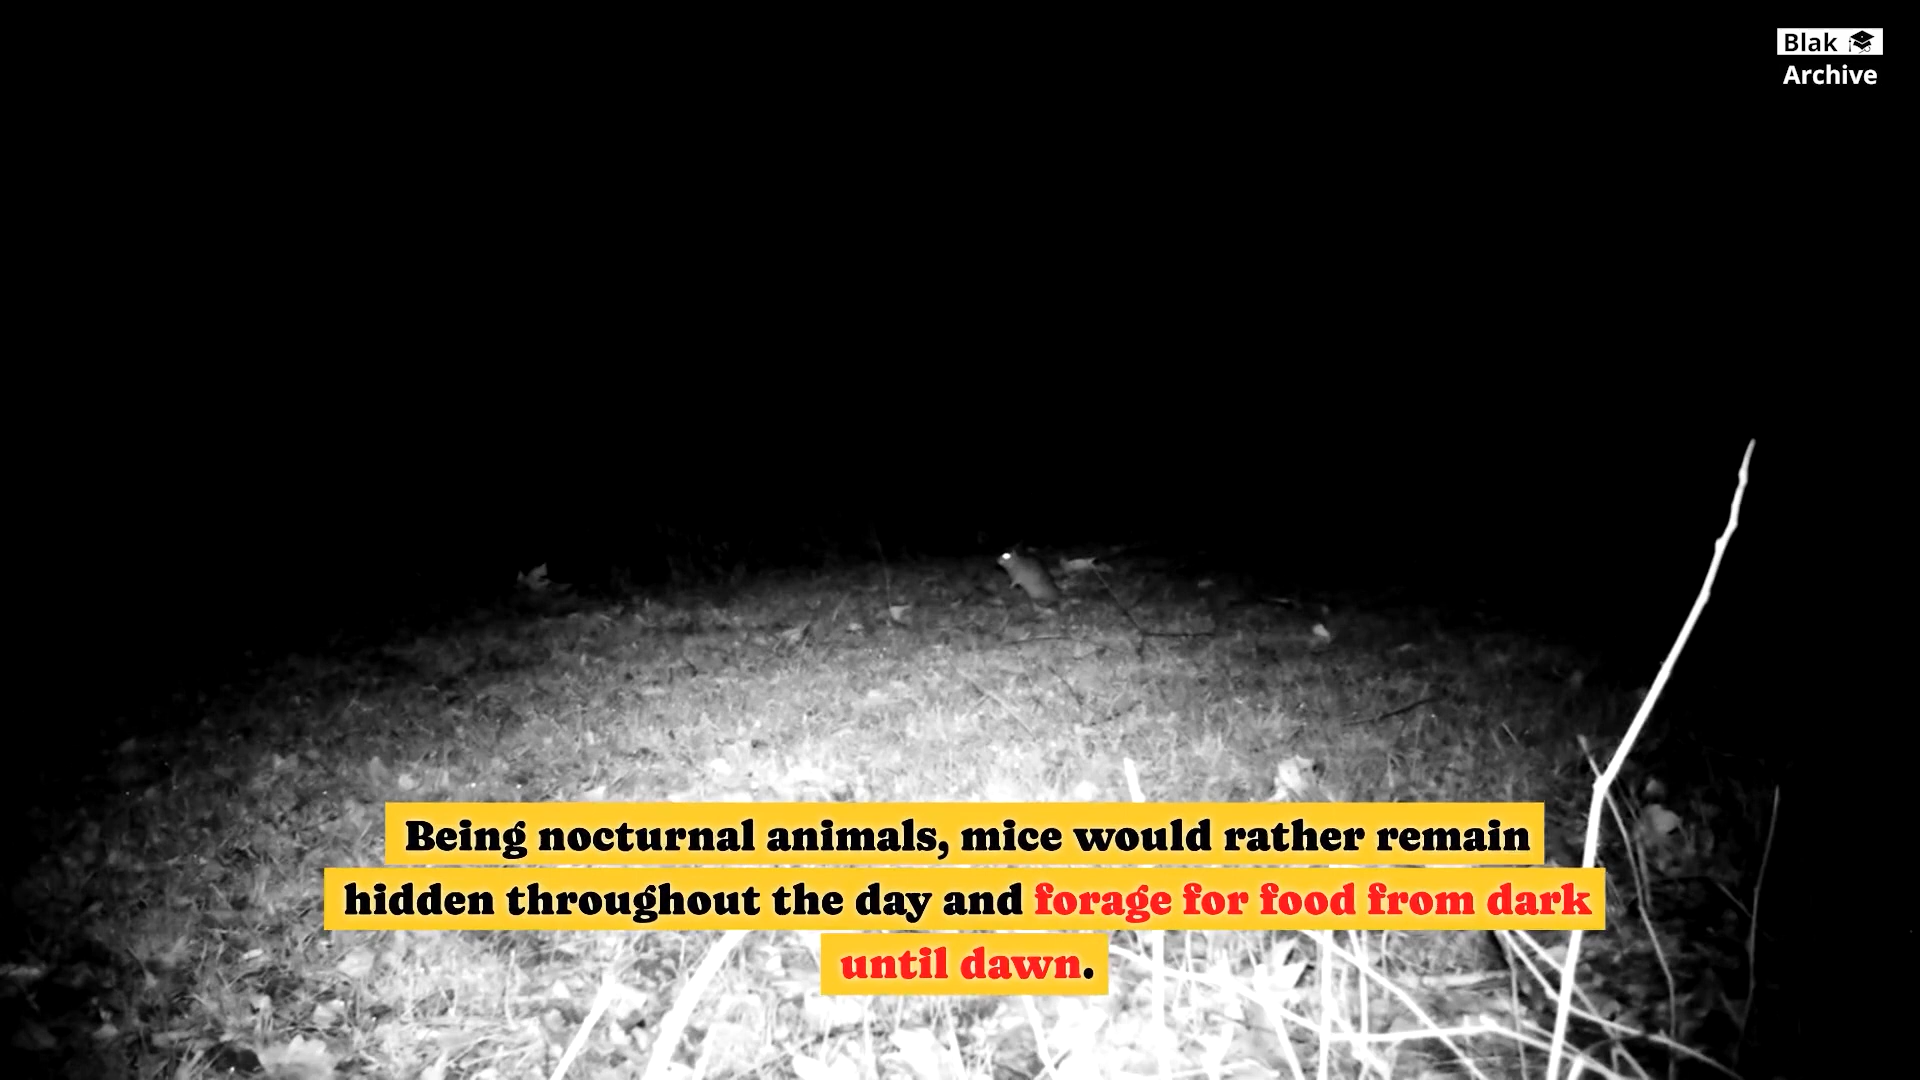 Blak
Archive
Being nocturnal animals, mice would rather remain
hidden throughout the day and forage for food from dark
until dawn.